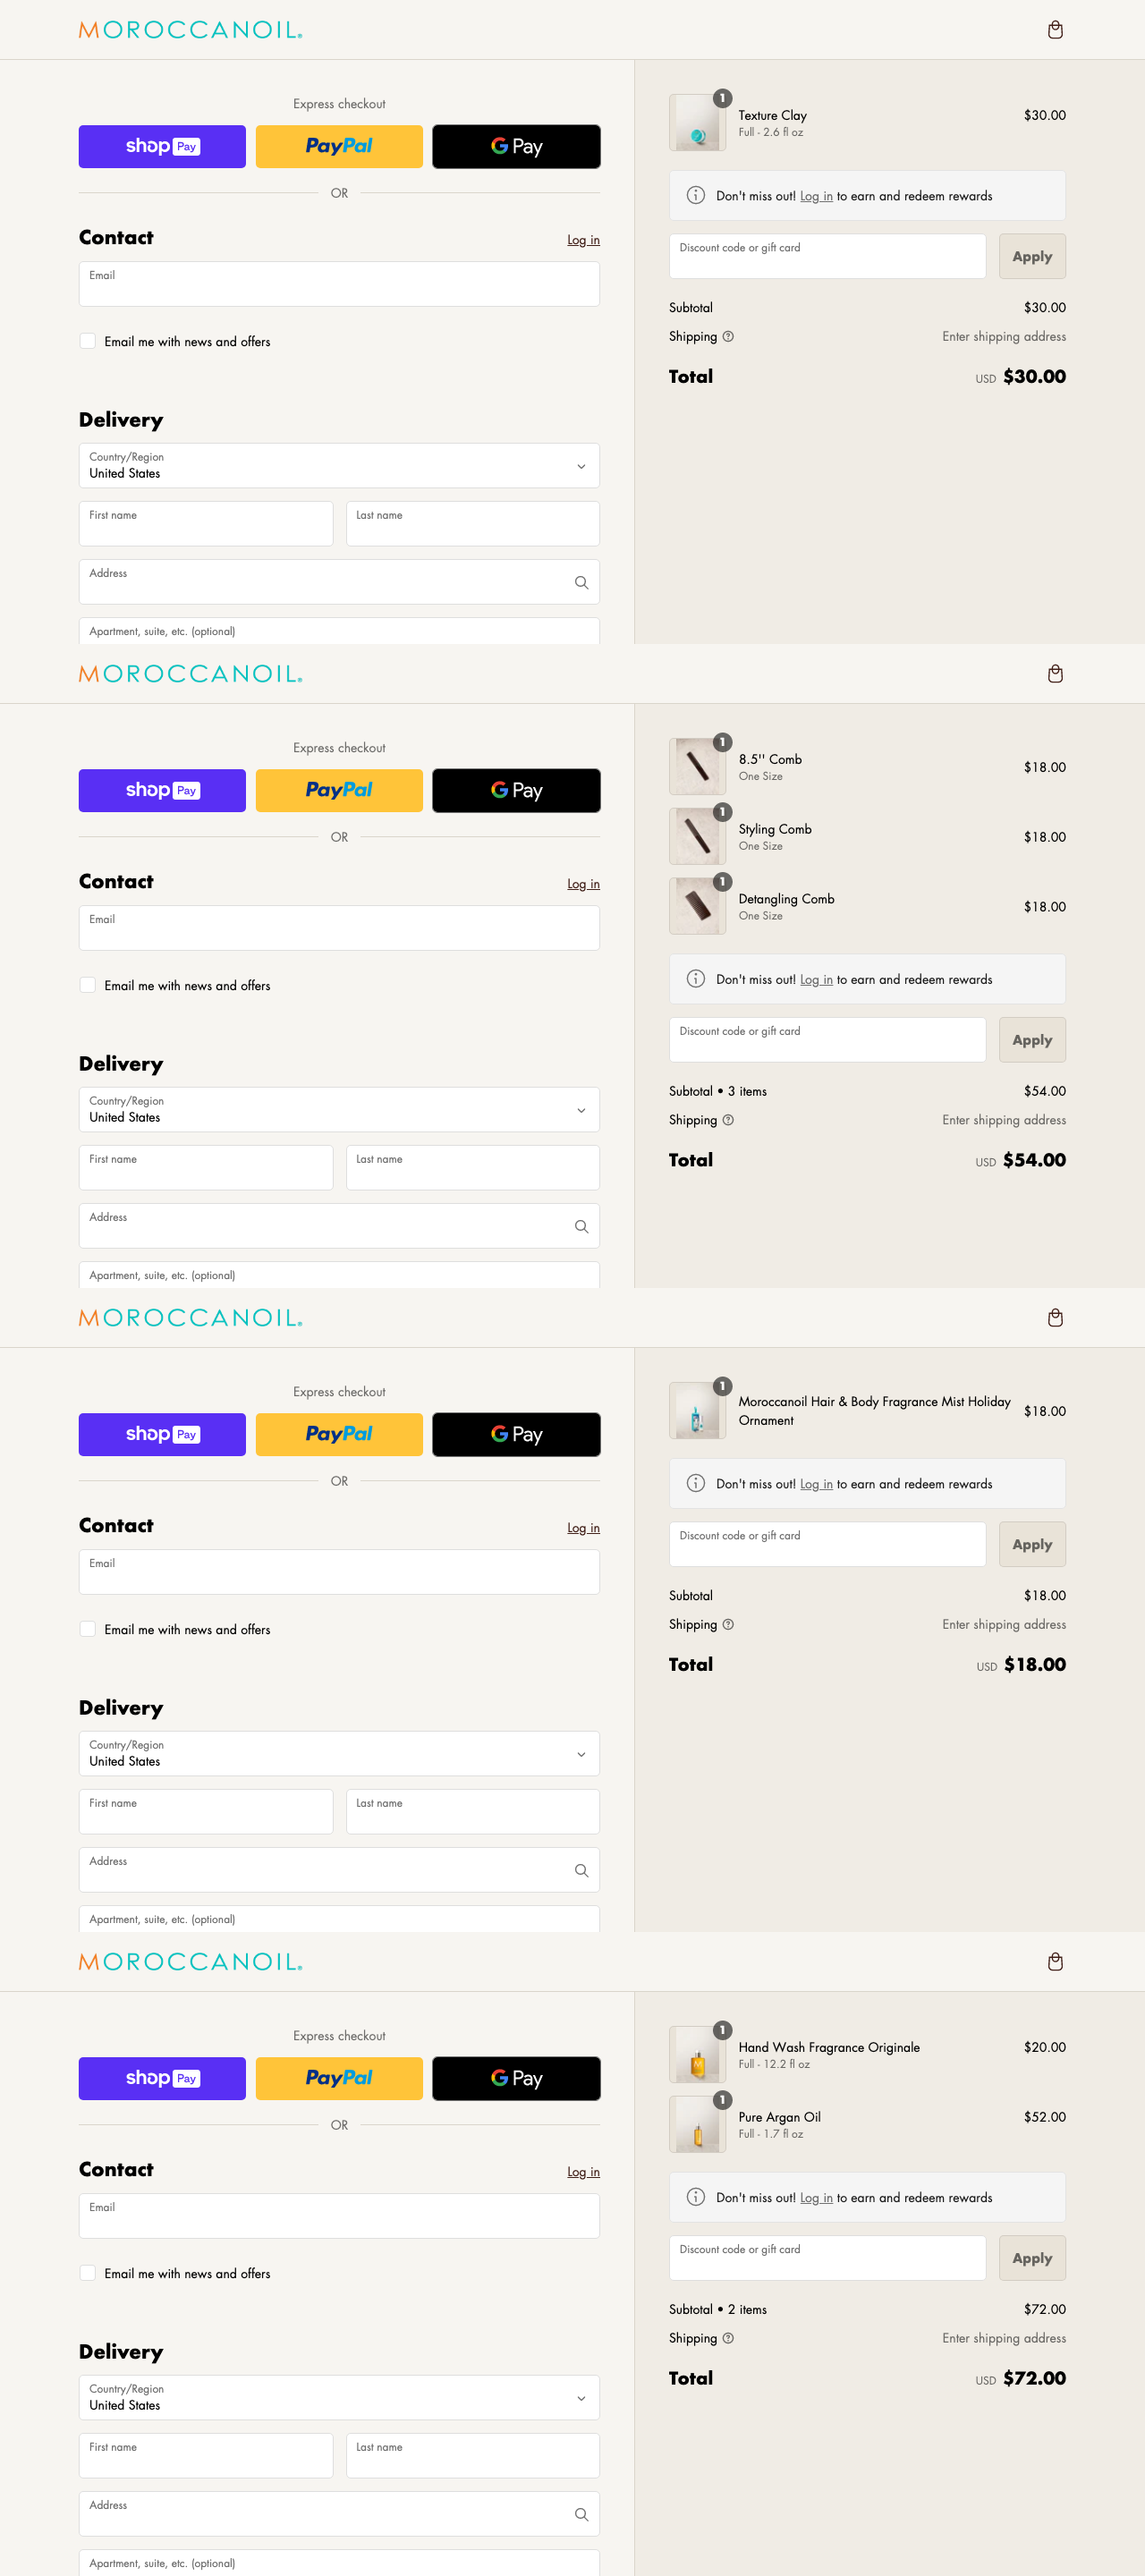 MOROCCANOIL®
Express checkout
shop Pay
PayPal
G Pay
OR
Contact
Log in
Email
Email me with news and offers
Delivery
Country/Region
United States
First name
Last name
Address
Apartment, suite, etc. (optional)
1
Texture Clay
Full - 2.6 fl oz
$30.00
Don't miss out! Log in to earn and redeem rewards
Discount code or gift card
Apply
Subtotal
$30.00
Shipping
Enter shipping address
Total
USD $30.00
MOROCCANOIL®
Express checkout
shop Pay
PayPal
G Pay
OR
Contact
Log in
Email
Email me with news and offers
Delivery
Country/Region
United States
First name
Last name
Address
Apartment, suite, etc. (optional)
1
8.5'' Comb
One Size
$18.00
1
Styling Comb
One Size
$18.00
1
Detangling Comb
One Size
$18.00
Don't miss out! Log in to earn and redeem rewards
Discount code or gift card
Apply
Subtotal • 3 items
$54.00
Shipping
Enter shipping address
Total
USD $54.00
MOROCCANOIL®
Express checkout
shop Pay
PayPal
G Pay
OR
Contact
Log in
Email
Email me with news and offers
Delivery
Country/Region
United States
First name
Last name
Address
Apartment, suite, etc. (optional)
1
Moroccanoil Hair & Body Fragrance Mist Holiday
Ornament
$18.00
Don't miss out! Log in to earn and redeem rewards
Discount code or gift card
Apply
Subtotal
$18.00
Shipping
Enter shipping address
Total
USD $18.00
MOROCCANOIL®
Express checkout
shop Pay
PayPal
G Pay
OR
Contact
Log in
Email
Email me with news and offers
Delivery
Country/Region
United States
First name
Last name
Address
Apartment, suite, etc. (optional)
1
Hand Wash Fragrance Originale
Full - 12.2 fl oz
$20.00
1
Pure Argan Oil
Full - 1.7 fl oz
$52.00
Don't miss out! Log in to earn and redeem rewards
Discount code or gift card
Apply
Subtotal • 2 items
$72.00
Shipping
Enter shipping address
Total
USD $72.00